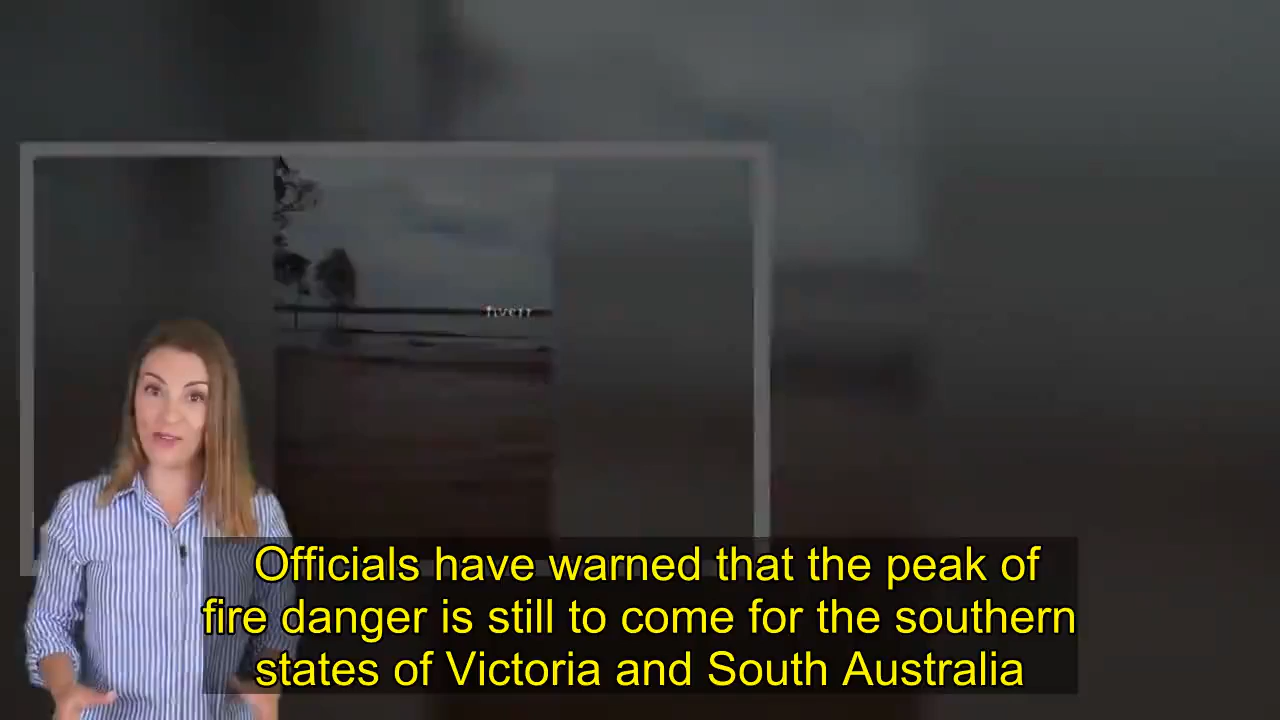 fiverr
Officials have warned that the peak of
fire danger is still to come for the southern
states of Victoria and South Australia